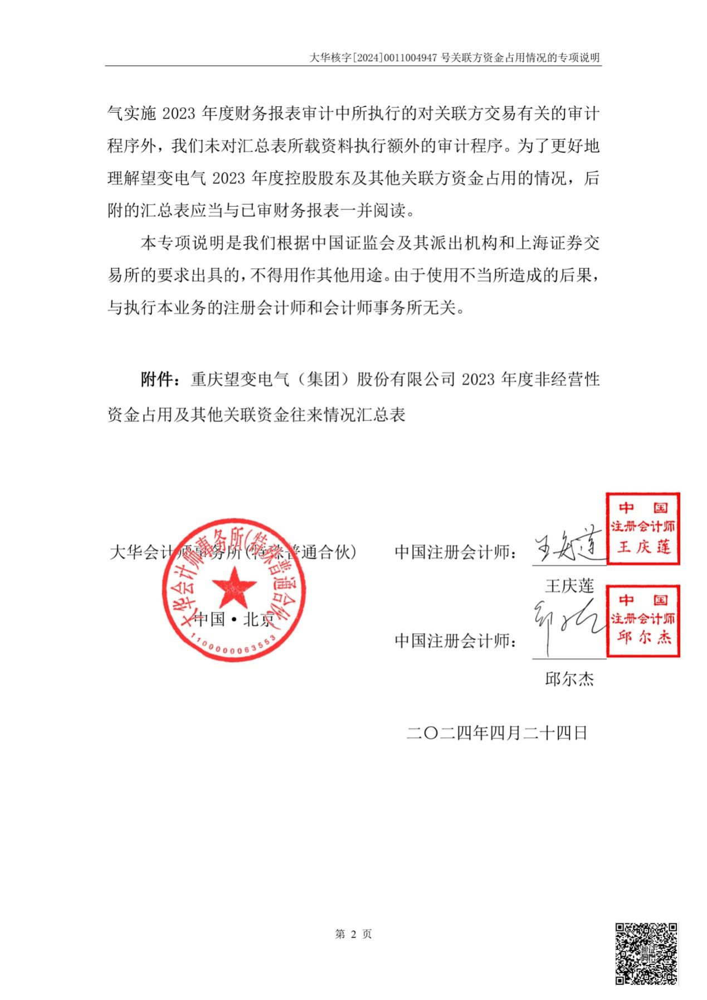 大华核字[2024]0011004947 号关联方资金占用情况的专项说明
气实施 2023 年度财务报表审计中所执行的对关联方交易有关的审计
程序外，我们未对汇总表所载资料执行额外的审计程序。为了更好地
理解望变电气 2023 年度控股股东及其他关联方资金占用的情况，后
附的汇总表应当与已审财务报表一并阅读。
本专项说明是我们根据中国证监会及其派出机构和上海证券交
易所的要求出具的，不得用作其他用途。由于使用不当所造成的后果，
与执行本业务的注册会计师和会计师事务所无关。
附件：重庆望变电气（集团）股份有限公司 2023 年度非经营性
资金占用及其他关联资金往来情况汇总表
大华会计师事务所(特殊普通合伙)
大华会计师事务所(特殊普通合伙)
1100000063553
中国·北京
中国注册会计师：
王庆莲
中 国
注册会计师
王庆莲
王庆莲
中国注册会计师：
中 国
注册会计师
邱尔杰
邱尔杰
二〇二四年四月二十四日
第 2 页
验证
码